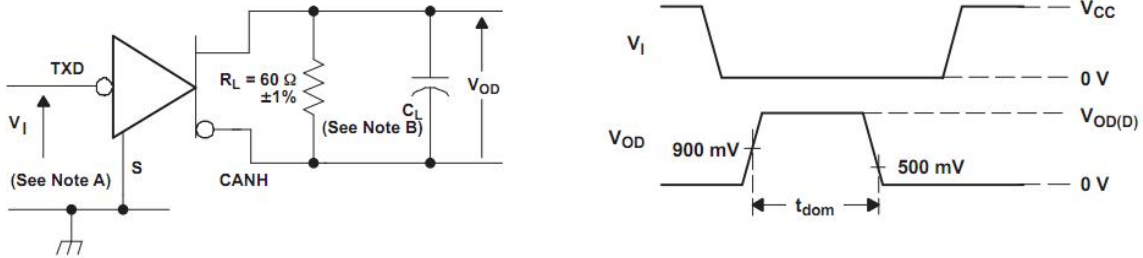 TXD
V_I
(See Note A)
S
R_L = 60 Ω
±1%
C_L
(See Note B)
V_OD
CANH
V_I
V_CC
0 V
V_OD
900 mV
500 mV
V_OD(D)
0 V
t_dom